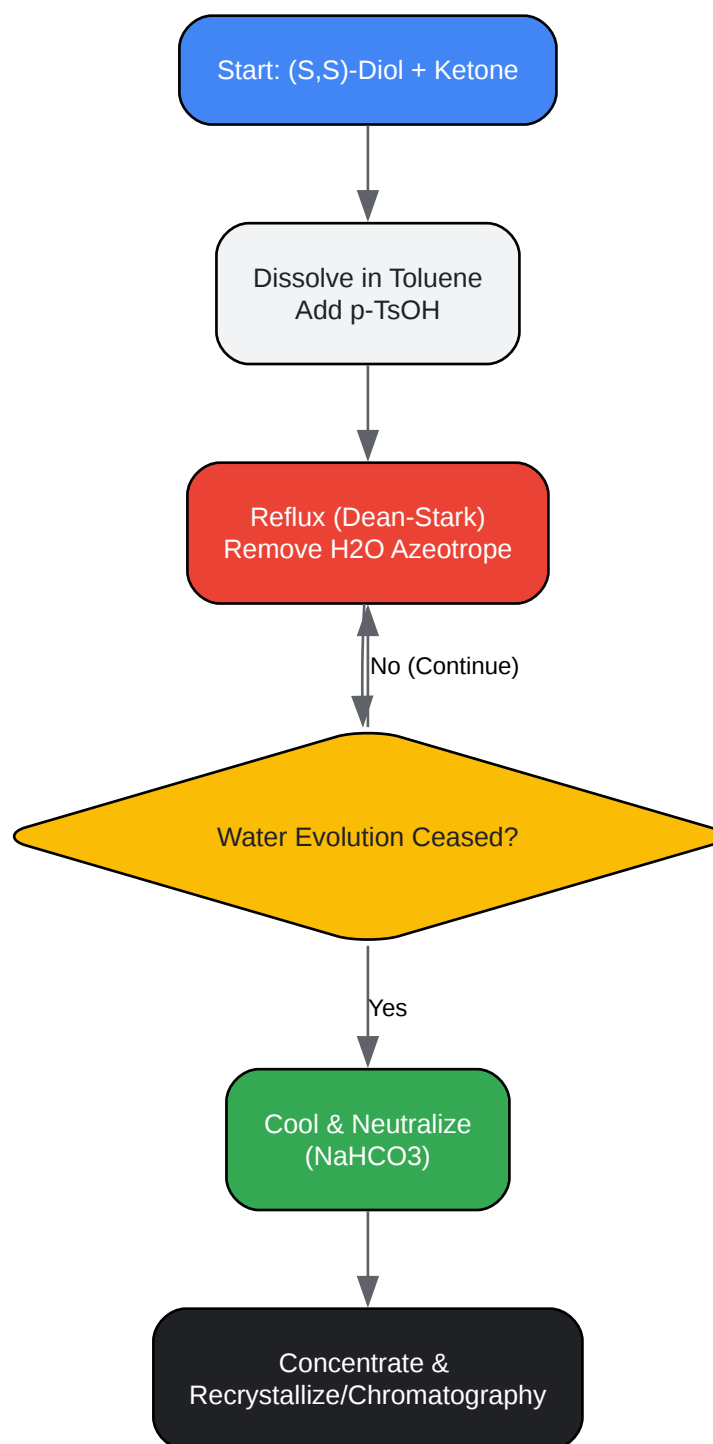 Start: (S,S)-Diol + Ketone
Dissolve in Toluene
Add p-TsOH
Reflux (Dean-Stark)
Remove H2O Azeotrope
No (Continue)
Water Evolution Ceased?
Yes
Cool & Neutralize
(NaHCO3)
Concentrate &
Recrystallize/Chromatography